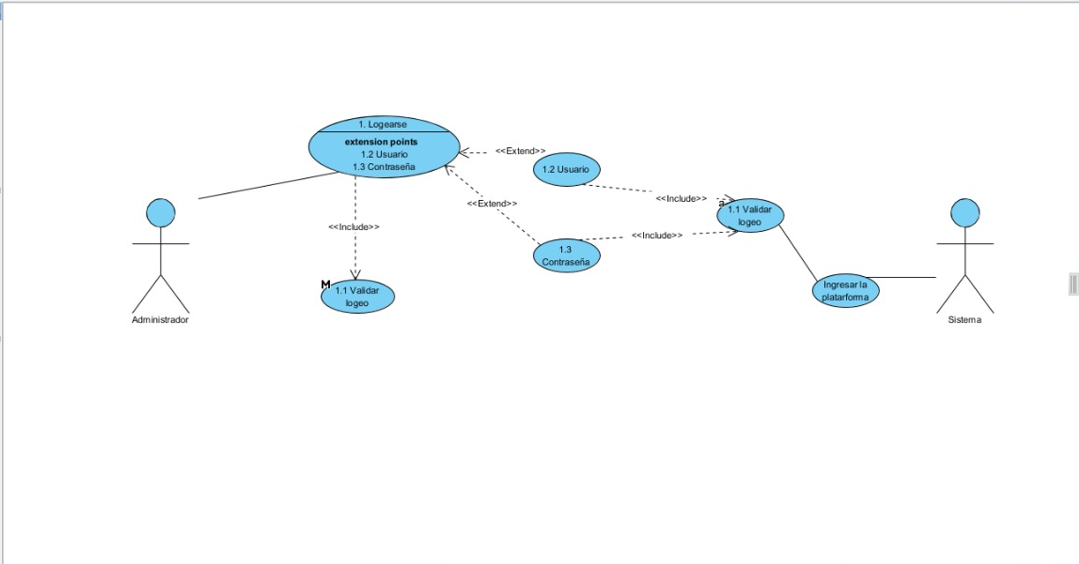 1. Logearse
extension points
1.2 Usuario
1.3 Contraseña
<<Extend>>
1.2 Usuario
<<Include>>
a
1.1 Validar
logeo
<<Extend>>
<<Include>>
<<Include>>
1.3
Contraseña
M
1.1 Validar
logeo
Ingresar la
platarforma
Administrador
Sistema